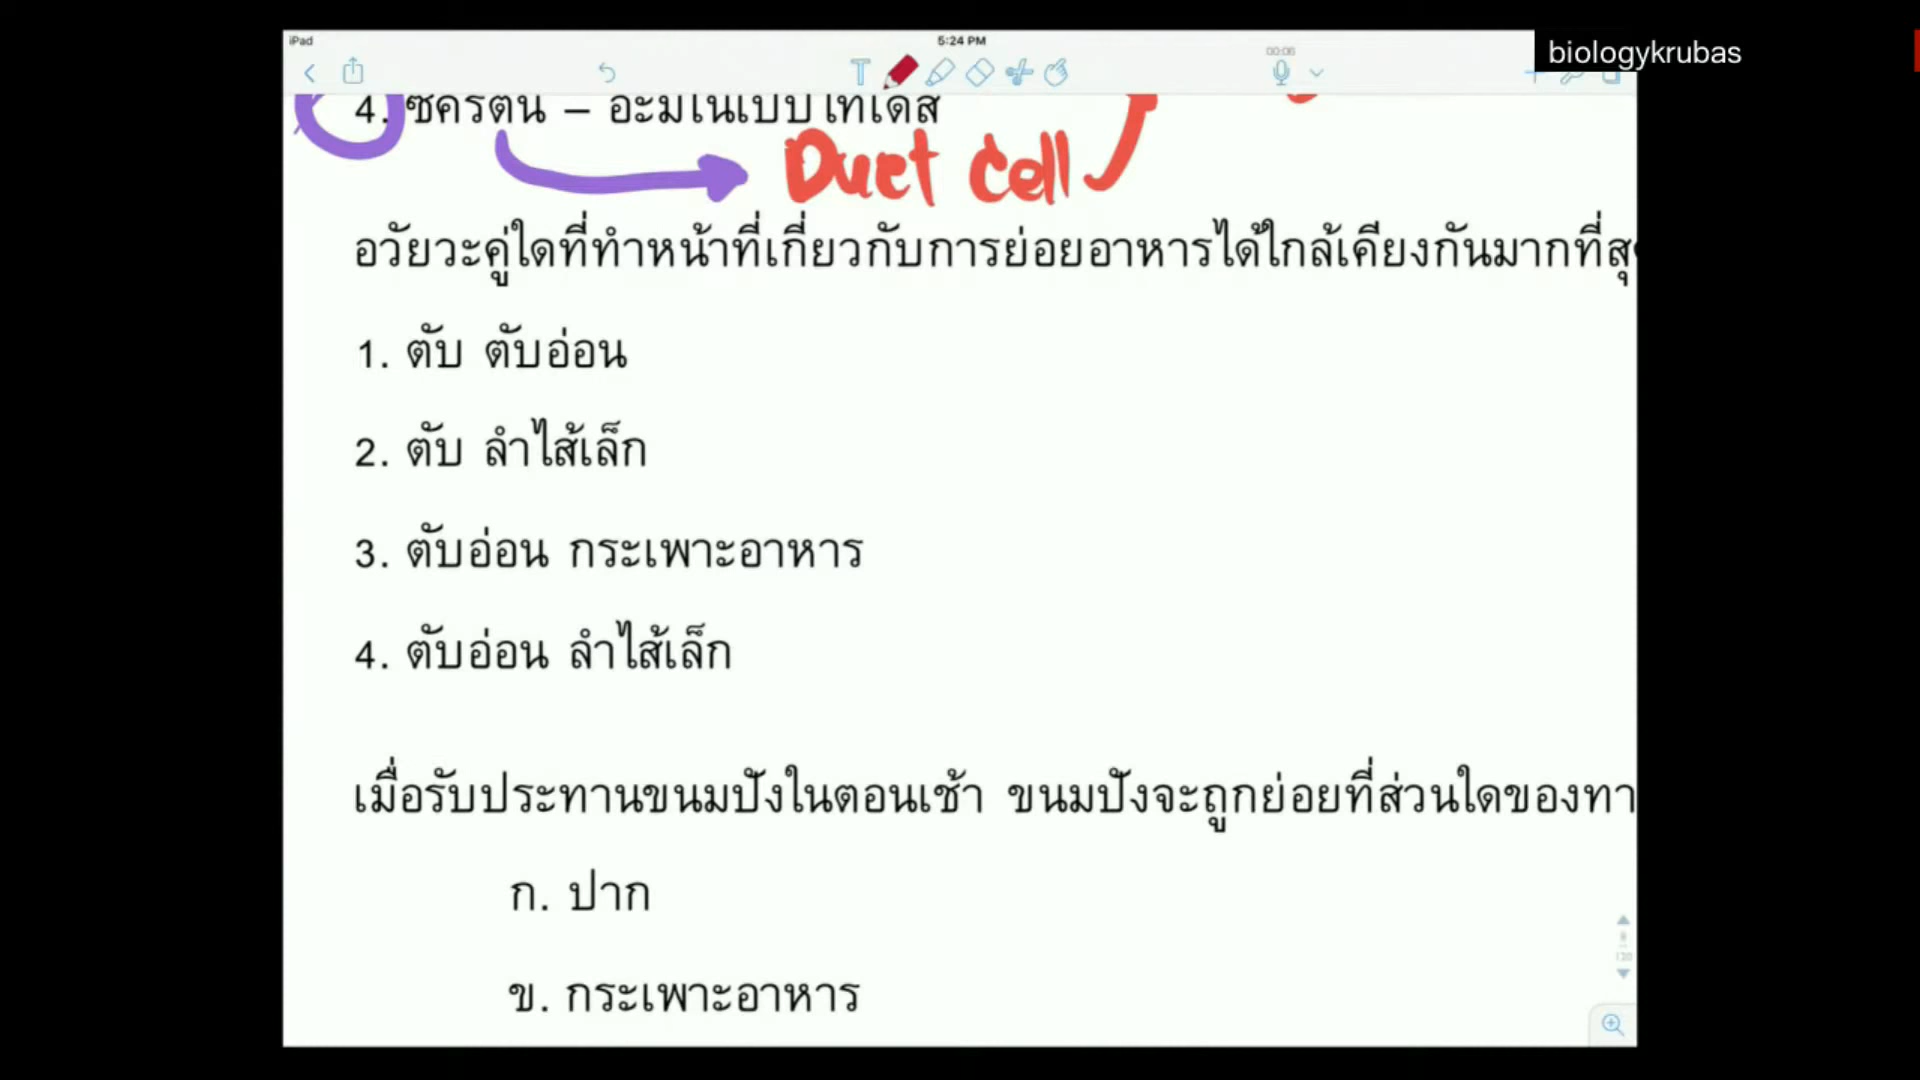 iPad
5:24 PM
00:06
biologykrubas
T
4. ซีครีติน – อะมิโนเปปไทเดส
Duct Cell
อวัยวะคู่ใดที่ทำหน้าที่เกี่ยวกับการย่อยอาหารได้ใกล้เคียงกันมากที่สุ
1. ตับ ตับอ่อน
2. ตับ ลำไส้เล็ก
3. ตับอ่อน กระเพาะอาหาร
4. ตับอ่อน ลำไส้เล็ก
เมื่อรับประทานขนมปังในตอนเช้า ขนมปังจะถูกย่อยที่ส่วนใดของทา
ก. ปาก
ข. กระเพาะอาหาร